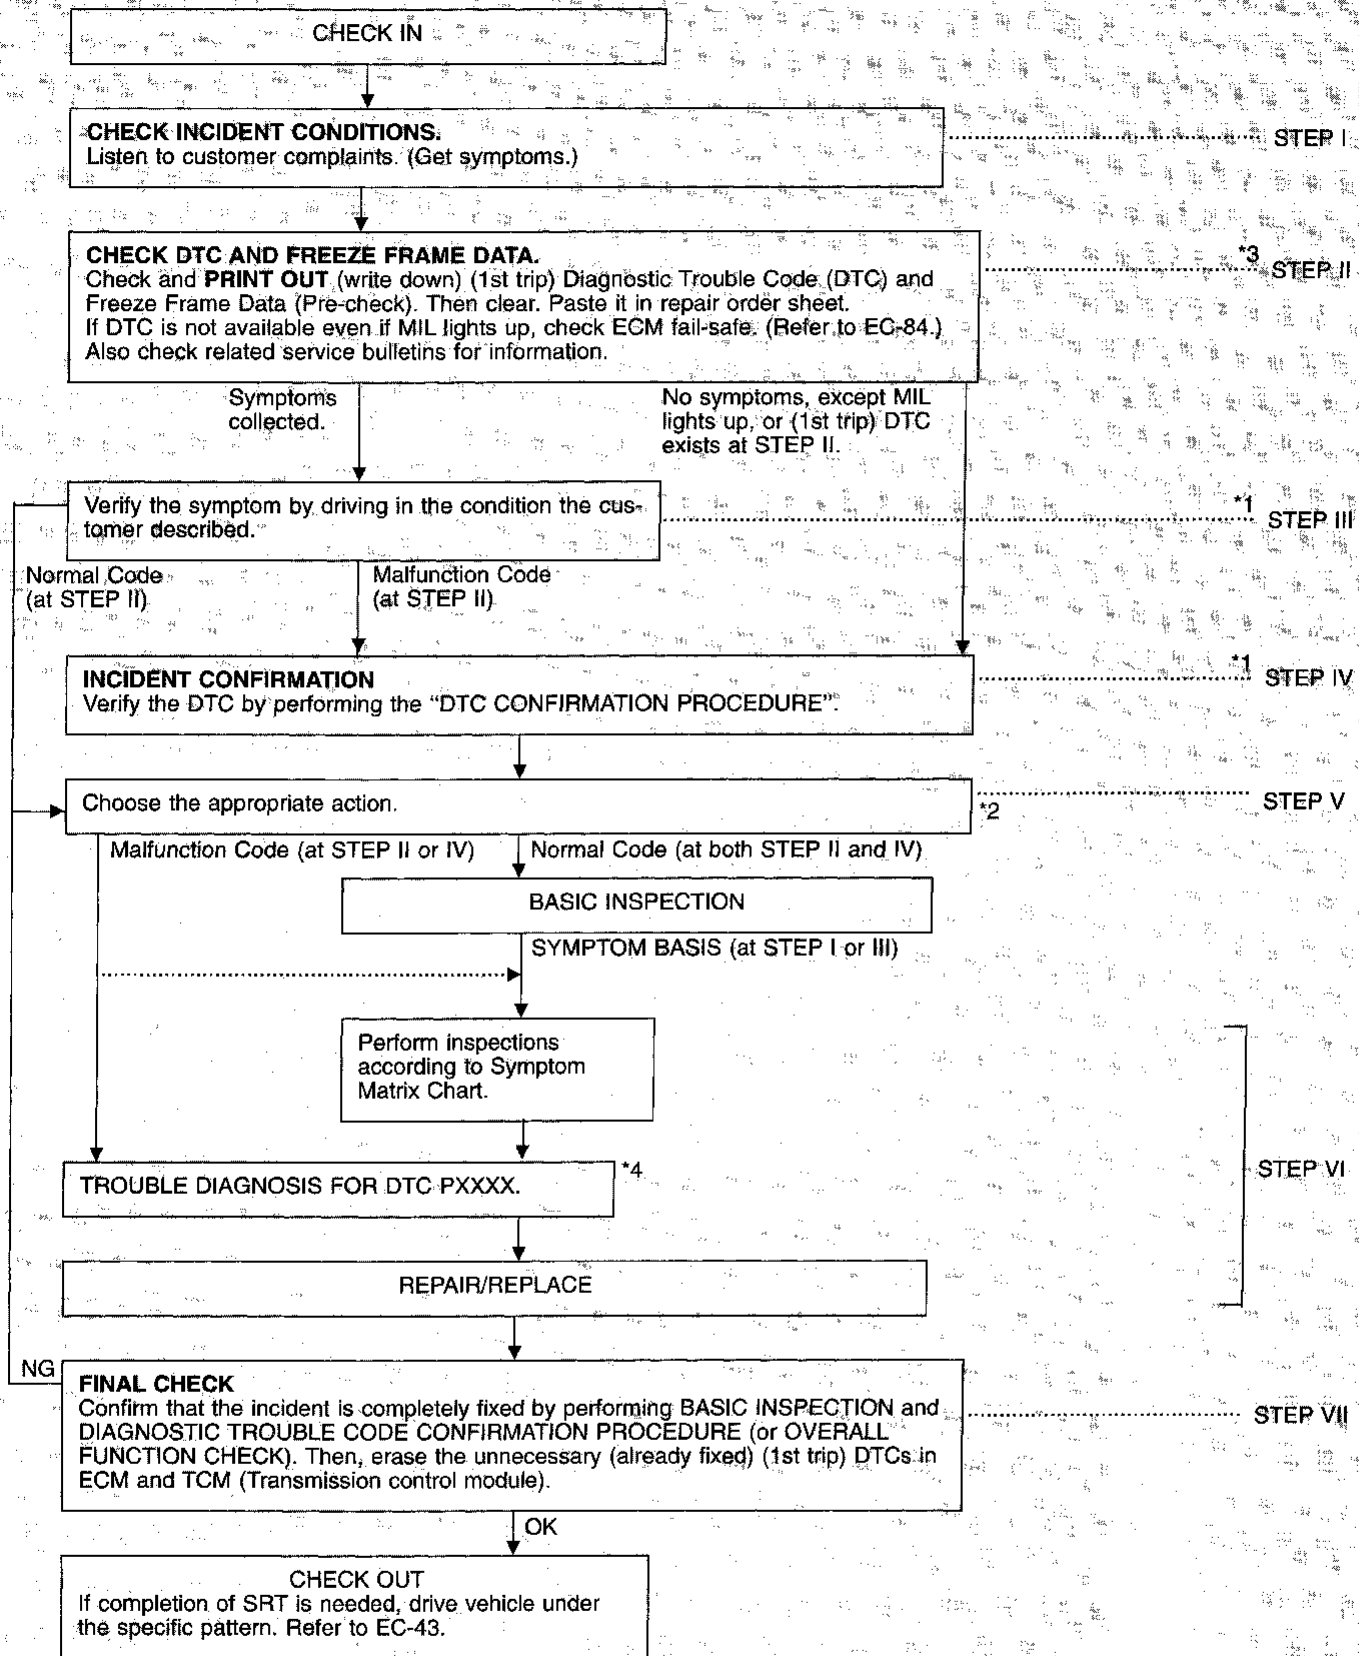 CHECK IN
CHECK INCIDENT CONDITIONS.
Listen to customer complaints. (Get symptoms.)
STEP I
CHECK DTC AND FREEZE FRAME DATA.
Check and PRINT OUT (write down) (1st trip) Diagnostic Trouble Code (DTC) and
Freeze Frame Data (Pre-check). Then clear. Paste it in repair order sheet.
If DTC is not available even if MIL lights up, check ECM fail-safe. (Refer to EC-84.)
Also check related service bulletins for information.
*3
STEP II
Symptoms
collected.
No symptoms, except MIL
lights up, or (1st trip) DTC
exists at STEP II.
Verify the symptom by driving in the condition the cus-
tomer described.
*1
STEP III
Normal Code
(at STEP II)
Malfunction Code
(at STEP II)
INCIDENT CONFIRMATION
Verify the DTC by performing the “DTC CONFIRMATION PROCEDURE”.
*1
STEP IV
Choose the appropriate action.
*2
STEP V
Malfunction Code (at STEP II or IV)
Normal Code (at both STEP II and IV)
BASIC INSPECTION
SYMPTOM BASIS (at STEP I or III)
Perform inspections
according to Symptom
Matrix Chart.
STEP VI
TROUBLE DIAGNOSIS FOR DTC PXXXX.
*4
REPAIR/REPLACE
NG
FINAL CHECK
Confirm that the incident is completely fixed by performing BASIC INSPECTION and
DIAGNOSTIC TROUBLE CODE CONFIRMATION PROCEDURE (or OVERALL
FUNCTION CHECK). Then, erase the unnecessary (already fixed) (1st trip) DTCs in
ECM and TCM (Transmission control module).
STEP VII
OK
CHECK OUT
If completion of SRT is needed, drive vehicle under
the specific pattern. Refer to EC-43.